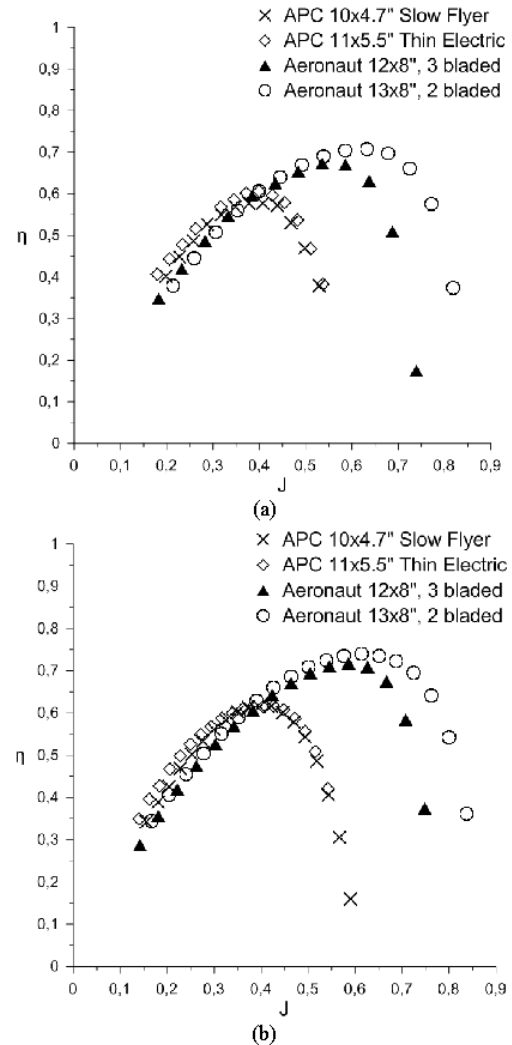 APC 10x4.7" Slow Flyer
APC 11x5.5" Thin Electric
Aeronaut 12x8", 3 bladed
Aeronaut 13x8", 2 bladed
1
0,9
0,8
0,7
0,6
η
0,5
0,4
0,3
0,2
0,1
0
0 0,1 0,2 0,3 0,4 0,5 0,6 0,7 0,8 0,9
J
(a)
APC 10x4.7" Slow Flyer
APC 11x5.5" Thin Electric
Aeronaut 12x8", 3 bladed
Aeronaut 13x8", 2 bladed
1
0,9
0,8
0,7
0,6
η
0,5
0,4
0,3
0,2
0,1
0
0 0,1 0,2 0,3 0,4 0,5 0,6 0,7 0,8 0,9
J
(b)